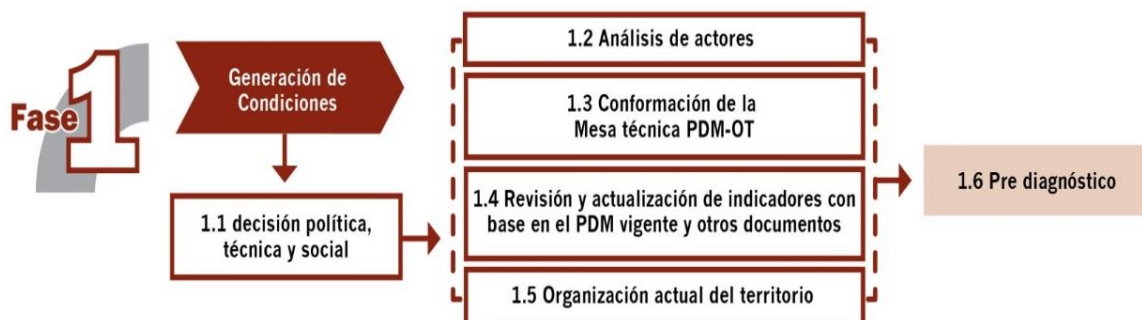 Fase 1
Generación de
Condiciones
1.1 decisión política,
técnica y social
1.2 Análisis de actores
1.3 Conformación de la
Mesa técnica PDM-OT
1.4 Revisión y actualización de indicadores con
base en el PDM vigente y otros documentos
1.5 Organización actual del territorio
1.6 Pre diagnóstico